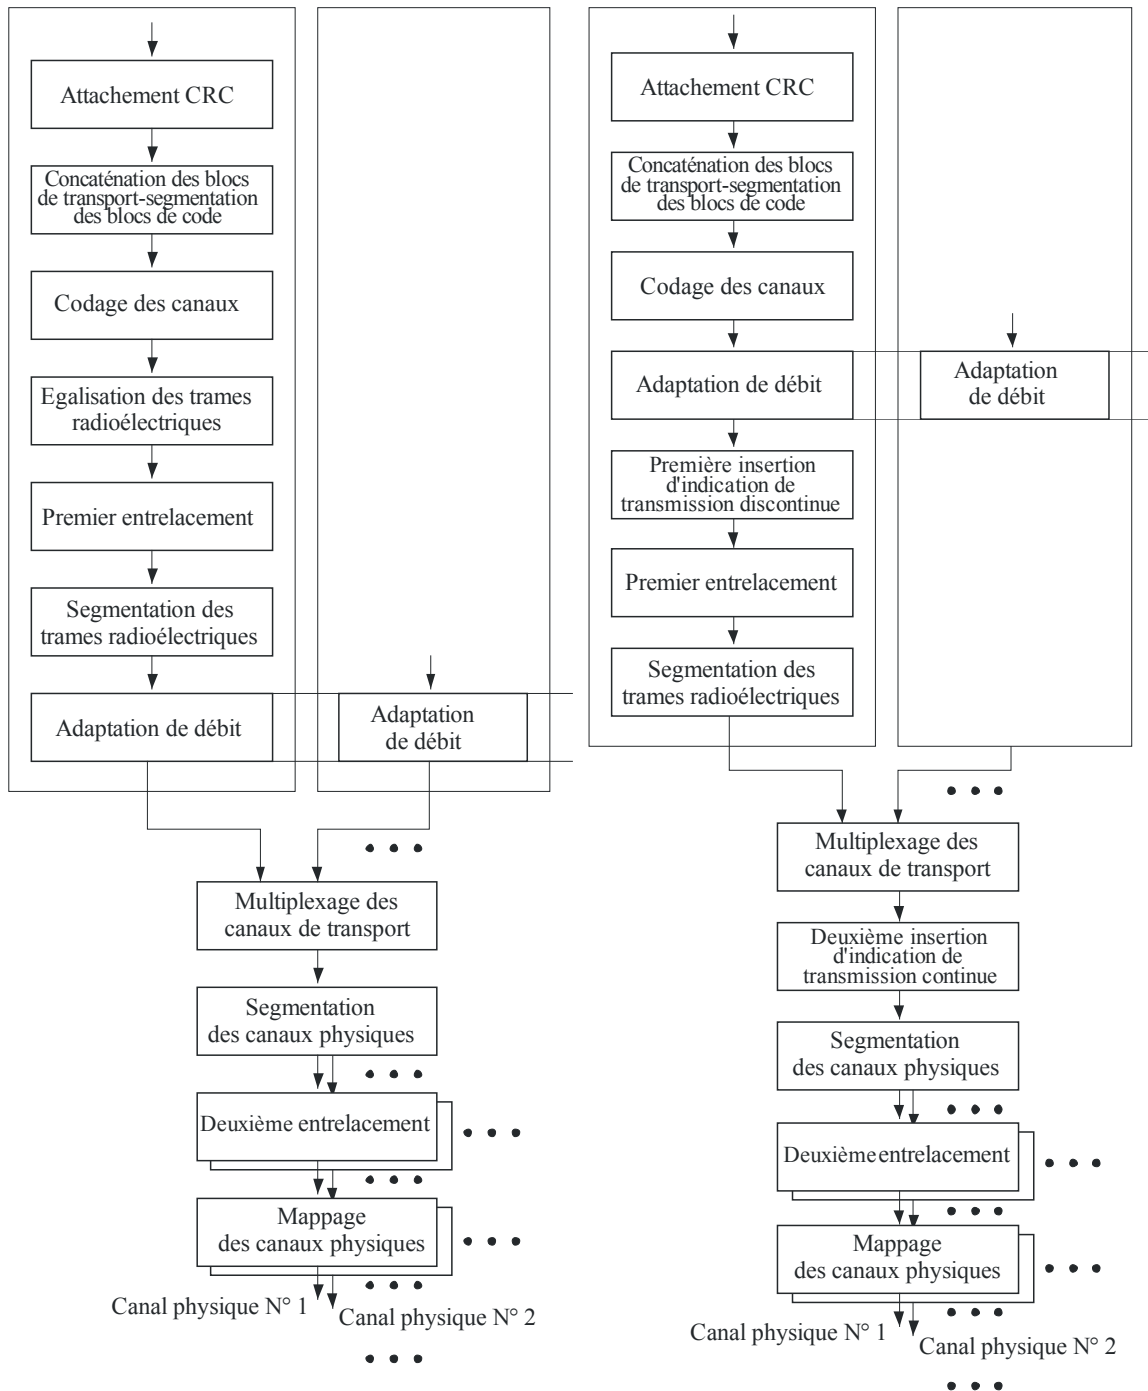 Attachement CRC
Concaténation des blocs
de transport-segmentation
des blocs de code
Codage des canaux
Egalisation des trames
radioélectriques
Premier entrelacement
Segmentation des
trames radioélectriques
Adaptation de débit
Adaptation
de débit
Multiplexage des
canaux de transport
Segmentation
des canaux physiques
Deuxième entrelacement
Mappage
des canaux physiques
Canal physique N° 1
Canal physique N° 2
Attachement CRC
Concaténation des blocs
de transport-segmentation
des blocs de code
Codage des canaux
Adaptation de débit
Adaptation
de débit
Première insertion
d'indication de
transmission discontinue
Premier entrelacement
Segmentation des
trames radioélectriques
Multiplexage des
canaux de transport
Deuxième insertion
d'indication de
transmission continue
Segmentation
des canaux physiques
Deuxième entrelacement
Mappage
des canaux physiques
Canal physique N° 1
Canal physique N° 2